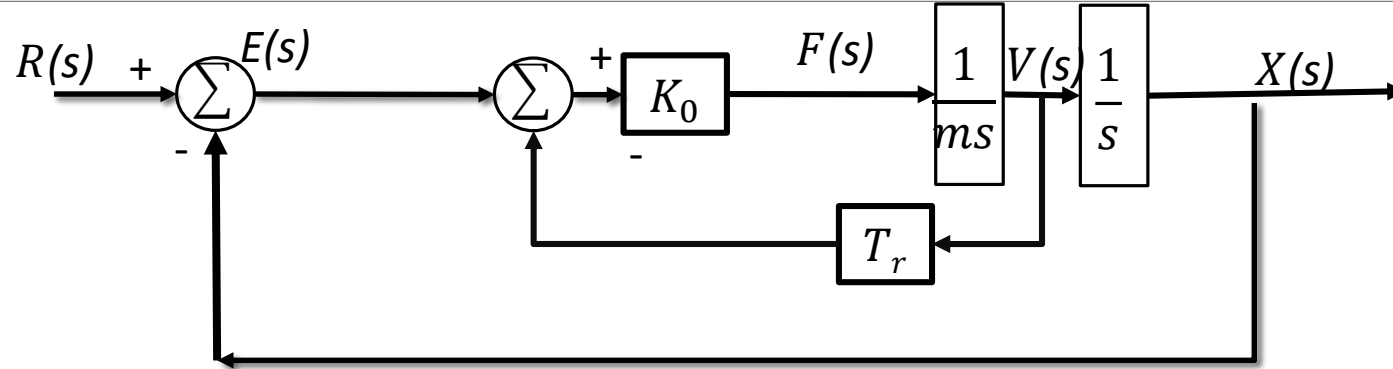 R(s) + Σ E(s) Σ + K₀ F(s) 1/ms V(s) 1/s X(s)
- -
Tᵣ